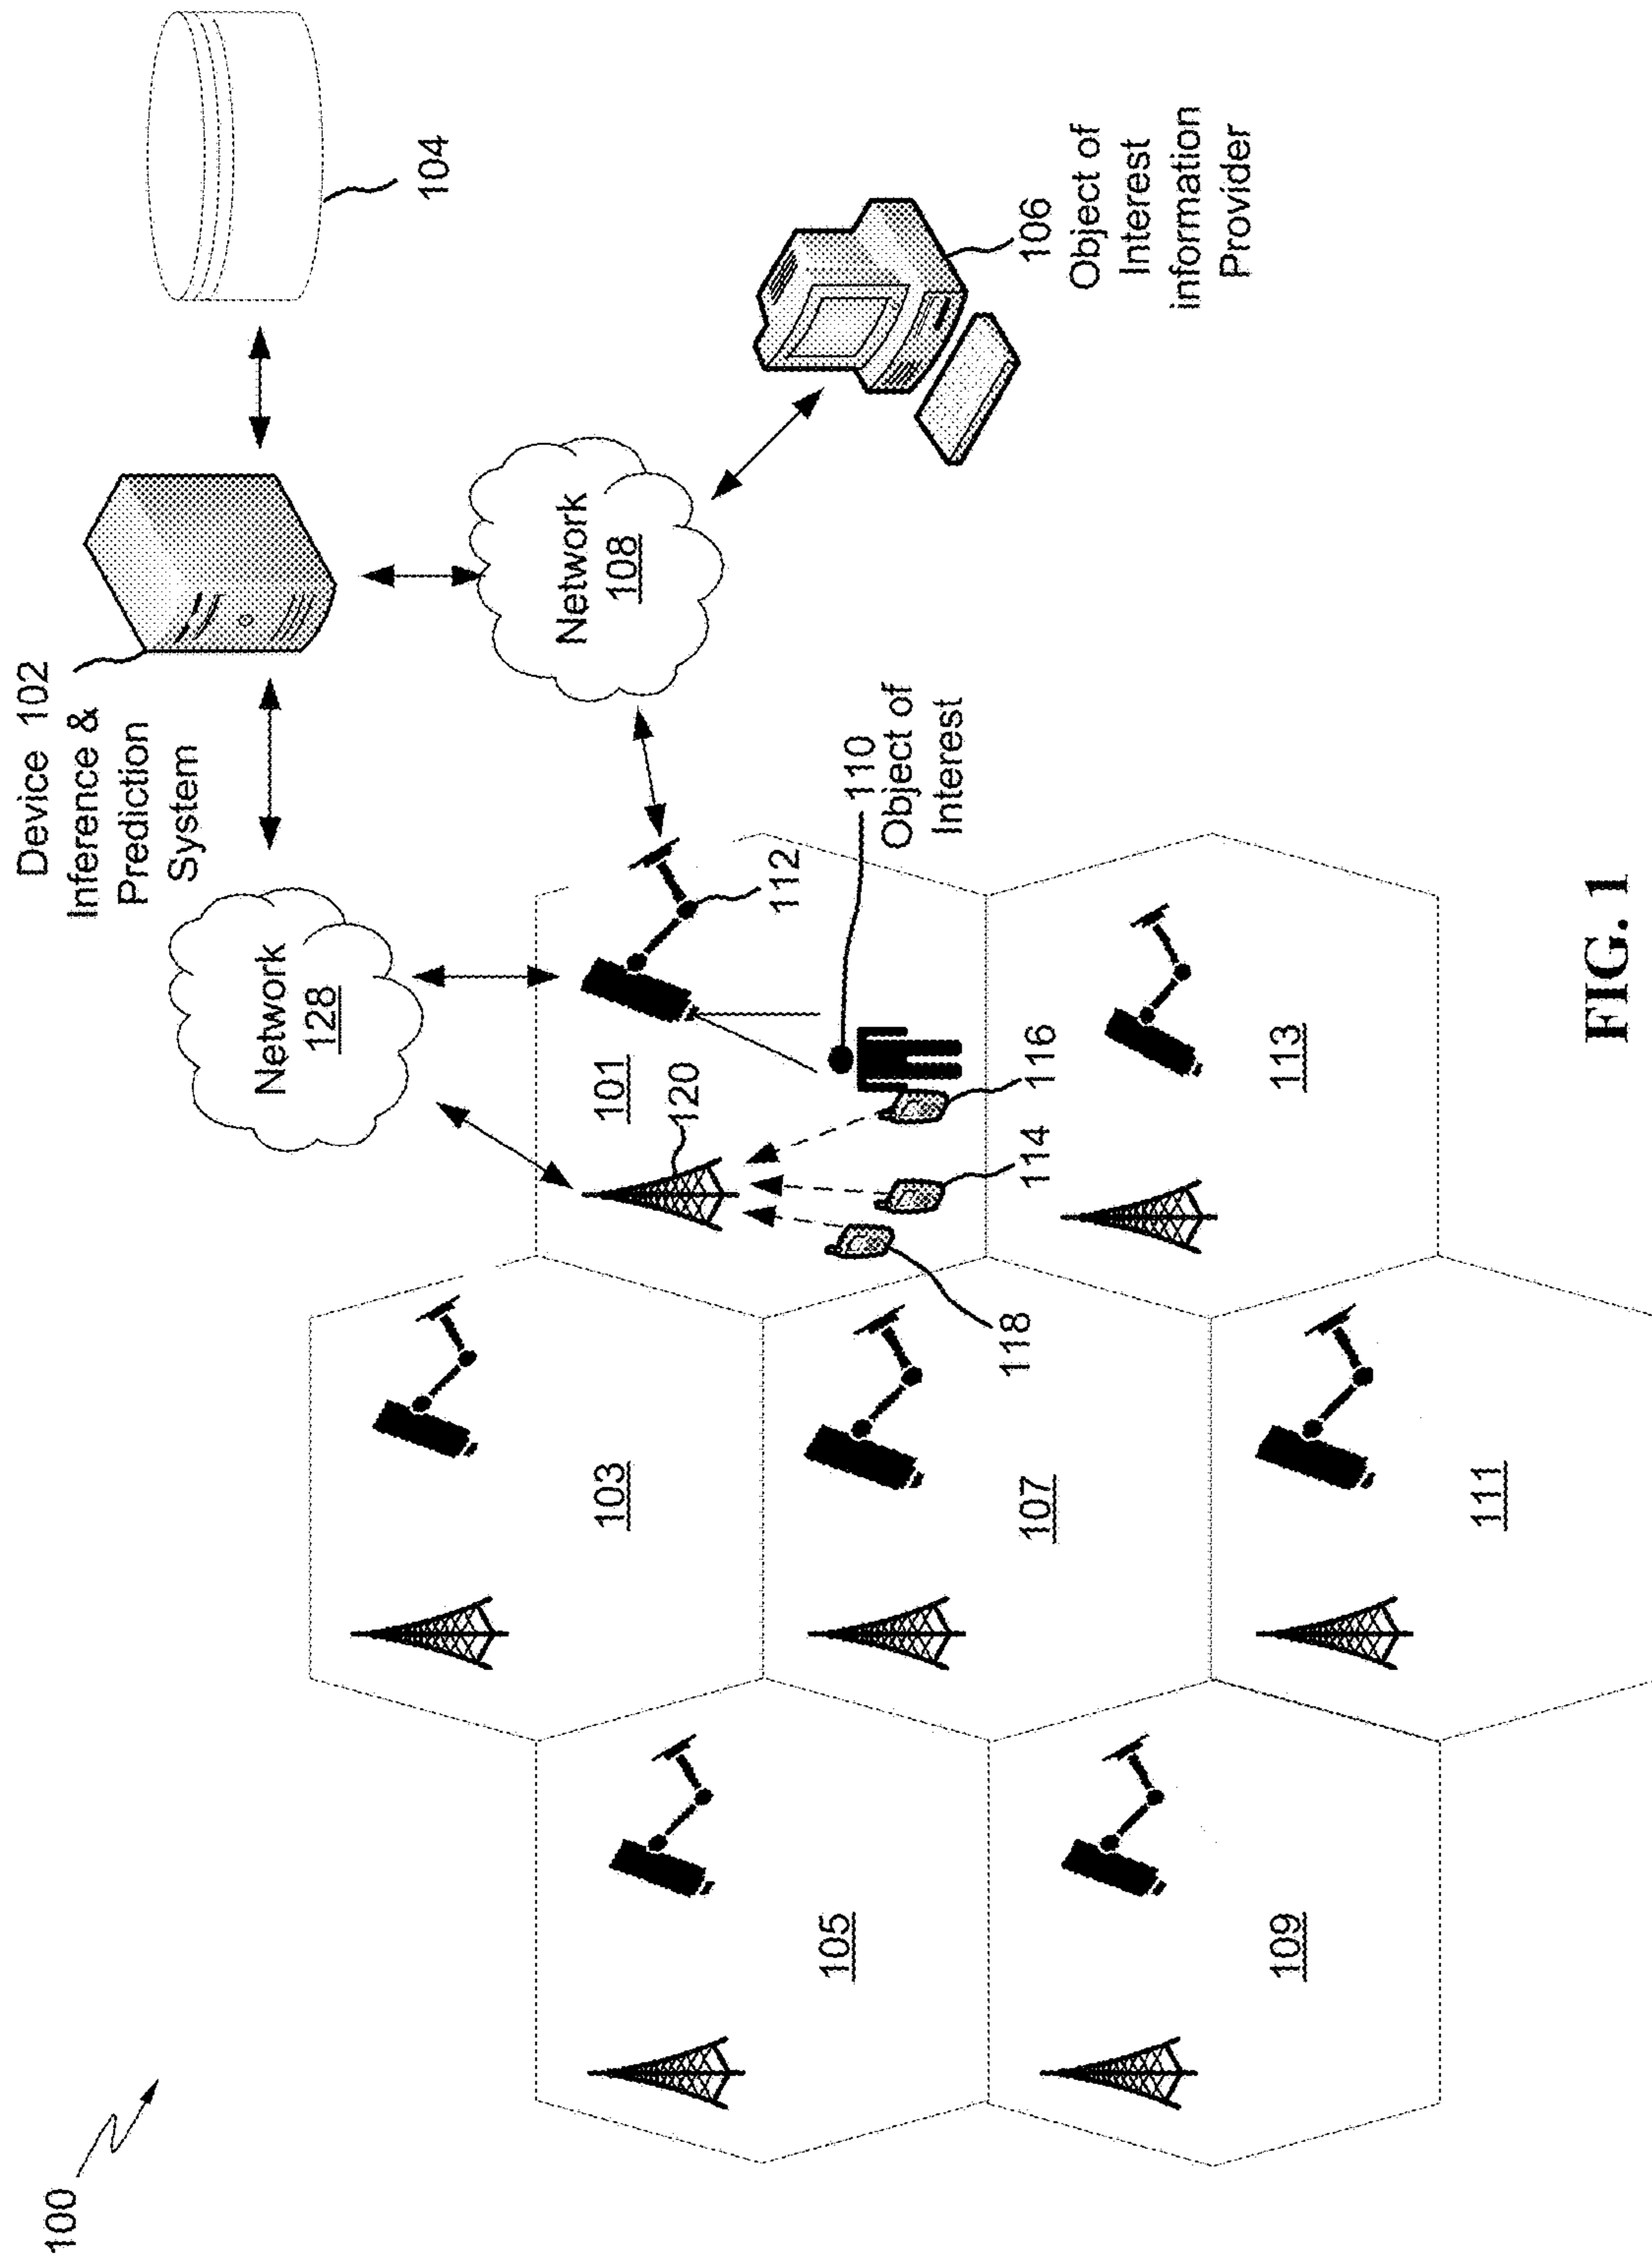 100
Device 102
Inference &
Prediction
System
104
Network
128
Network
108
106
Object of
Interest
information
Provider
101
120
112
110
Object of
Interest
116
114
118
103
105
107
113
109
111
FIG. 1